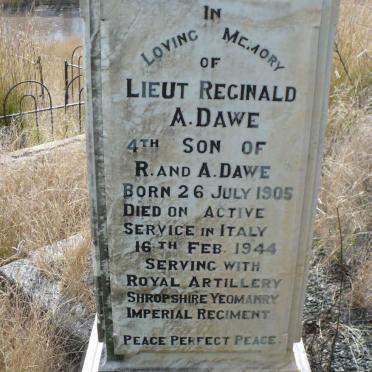 IN
LOVING MEMORY
OF
LIEUT REGINALD
A. DAWE
4TH SON OF
R. AND A. DAWE
BORN 26 JULY 1905
DIED ON ACTIVE
SERVICE IN ITALY
16TH FEB. 1944
SERVING WITH
ROYAL ARTILLERY
SHROPSHIRE YEOMANRY
IMPERIAL REGIMENT
PEACE PERFECT PEACE.